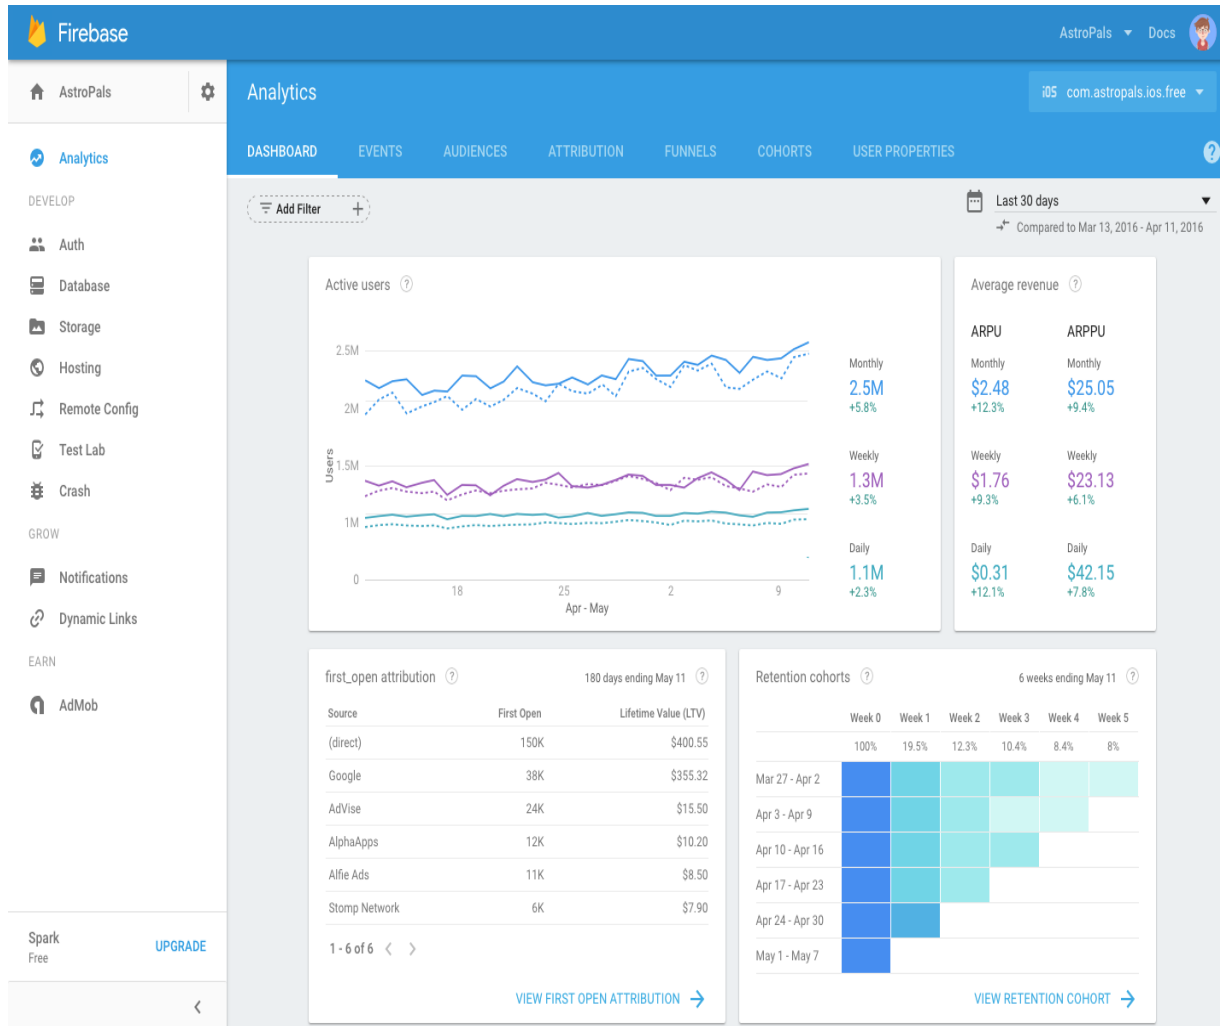 Firebase
AstroPals Docs
AstroPals
Analytics
iOS com.astropals.ios.free
DASHBOARD EVENTS AUDIENCES ATTRIBUTION FUNNELS COHORTS USER PROPERTIES ?
Analytics
DEVELOP
Auth
Database
Storage
Hosting
Remote Config
Test Lab
Crash
GROW
Notifications
Dynamic Links
EARN
AdMob
Spark
Free
UPGRADE
Add Filter +
Last 30 days
Compared to Mar 13, 2016 - Apr 11, 2016
Active users ?
2.5M
2M
1.5M
1M
0
Users
18 25 2 9
Apr - May
Monthly
2.5M
+5.8%
Weekly
1.3M
+3.5%
Daily
1.1M
+2.3%
Average revenue ?
ARPU ARPPU
Monthly Monthly
$2.48 $25.05
+12.3% +9.4%
Weekly Weekly
$1.76 $23.13
+9.3% +6.1%
Daily Daily
$0.31 $42.15
+12.1% +7.8%
first_open attribution ? 180 days ending May 11 ?
Source First Open Lifetime Value (LTV)
(direct) 150K $400.55
Google 38K $355.32
AdVise 24K $15.50
AlphaApps 12K $10.20
Alfie Ads 11K $8.50
Stomp Network 6K $7.90
1 - 6 of 6
VIEW FIRST OPEN ATTRIBUTION
Retention cohorts ? 6 weeks ending May 11 ?
Week 0 Week 1 Week 2 Week 3 Week 4 Week 5
100% 19.5% 12.3% 10.4% 8.4% 8%
Mar 27 - Apr 2
Apr 3 - Apr 9
Apr 10 - Apr 16
Apr 17 - Apr 23
Apr 24 - Apr 30
May 1 - May 7
VIEW RETENTION COHORT